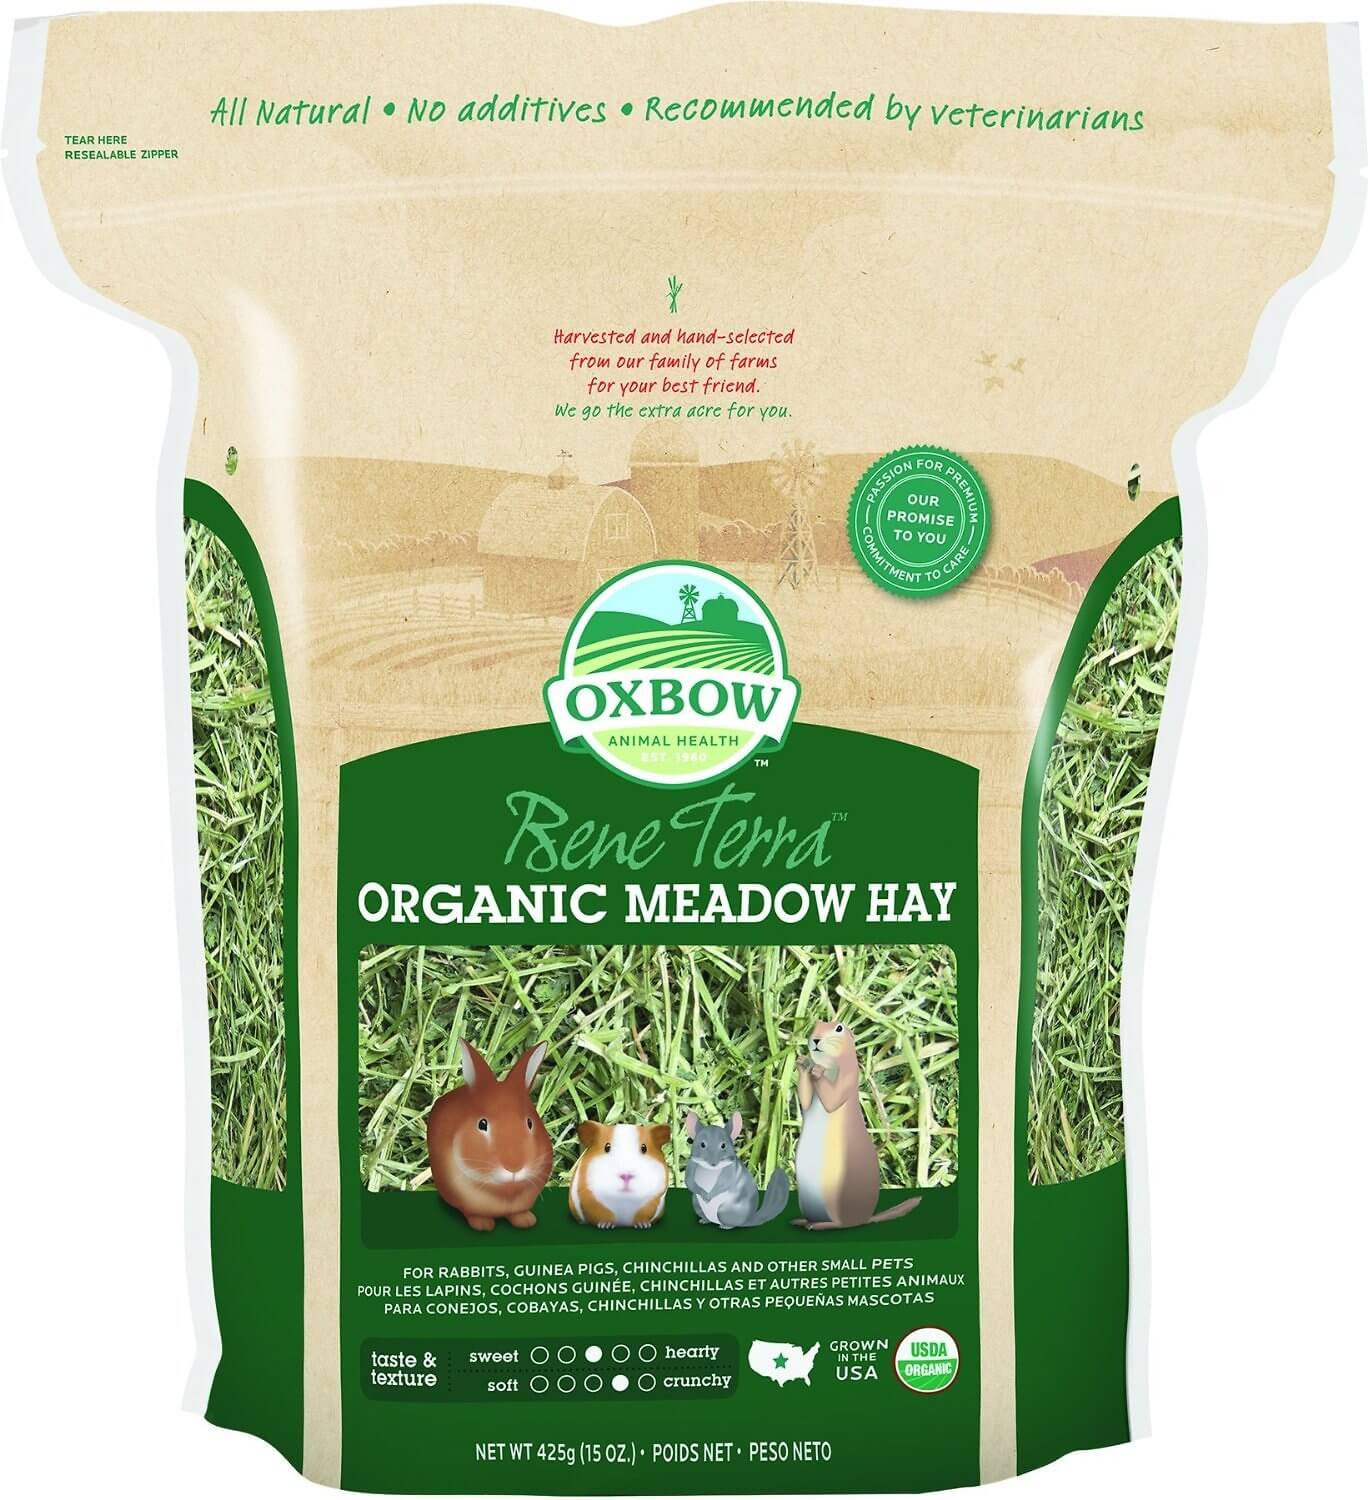 All Natural • No additives • Recommended by veterinarians
TEAR HERE
RESEALABLE ZIPPER
Harvested and hand-selected
from our family of farms
for your best friend.
We go the extra acre for you.
PASSION FOR PREMIUM
OUR
PROMISE
TO YOU
COMMITMENT TO CARE
OXBOW
ANIMAL HEALTH
EST. 1980
TM
Bene Terra™
ORGANIC MEADOW HAY
FOR RABBITS, GUINEA PIGS, CHINCHILLAS AND OTHER SMALL PETS
POUR LES LAPINS, COCHONS GUINÉE, CHINCHILLAS ET AUTRES PETITES ANIMAUX
PARA CONEJOS, COBAYAS, CHINCHILLAS Y OTRAS PEQUEÑAS MASCOTAS
taste &
texture
sweet hearty
soft crunchy
GROWN
IN THE
USA
USDA
ORGANIC
NET WT 425g (15 OZ.) • POIDS NET • PESO NETO